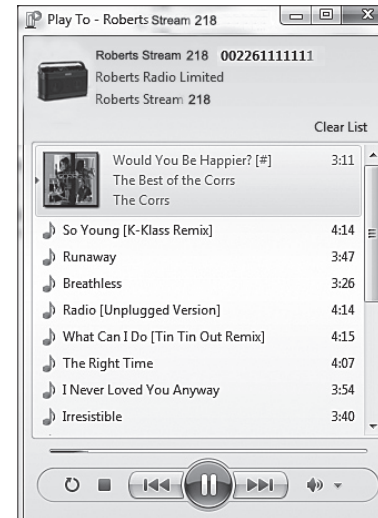 Play To - Roberts Stream 218
Roberts Stream 218 002261111111
Roberts Radio Limited
Roberts Stream 218
Clear List
Would You Be Happier? [#] 3:11
The Best of the Corrs
The Corrs
So Young [K-Klass Remix] 4:14
Runaway 3:47
Breathless 3:26
Radio [Unplugged Version] 4:14
What Can I Do [Tin Tin Out Remix] 4:15
The Right Time 4:07
I Never Loved You Anyway 3:54
Irresistible 3:40